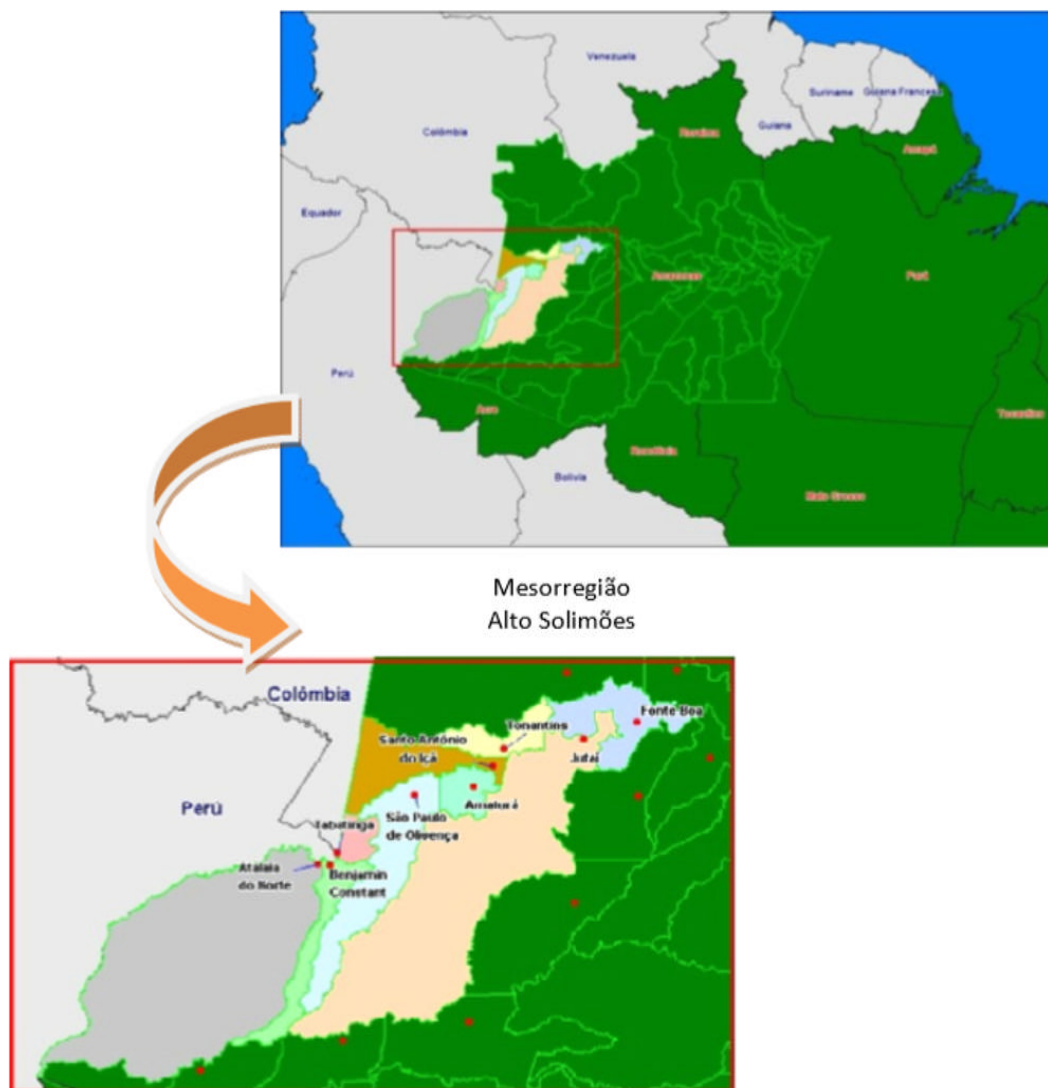 Venezuela
Suriname
Guiana Francesa
Guiana
Colômbia
Roraima
Amapá
Equador
Amazonas
Pará
Perú
Acre
Tocantins
Rondônia
Bolívia
Mato Grosso
Mesorregião
Alto Solimões
Colômbia
Fonte Boa
Tonantins
Santo Antônio
do Içá
Jutaí
Perú
Amaturá
São Paulo
de Olivença
Tabatinga
Atalaia
do Norte
Benjamin
Constant